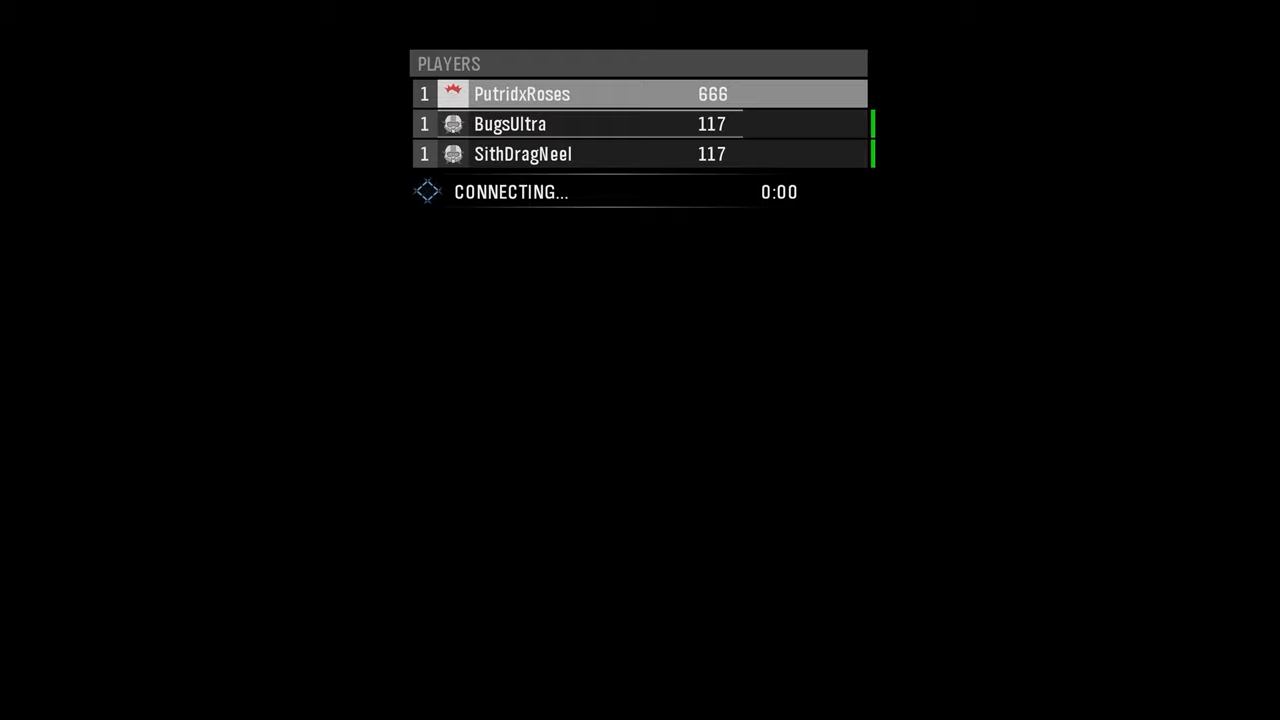 PLAYERS
1 PutridxRoses 666
1 BugsUltra 117
1 SithDragNeel 117
CONNECTING... 0:00